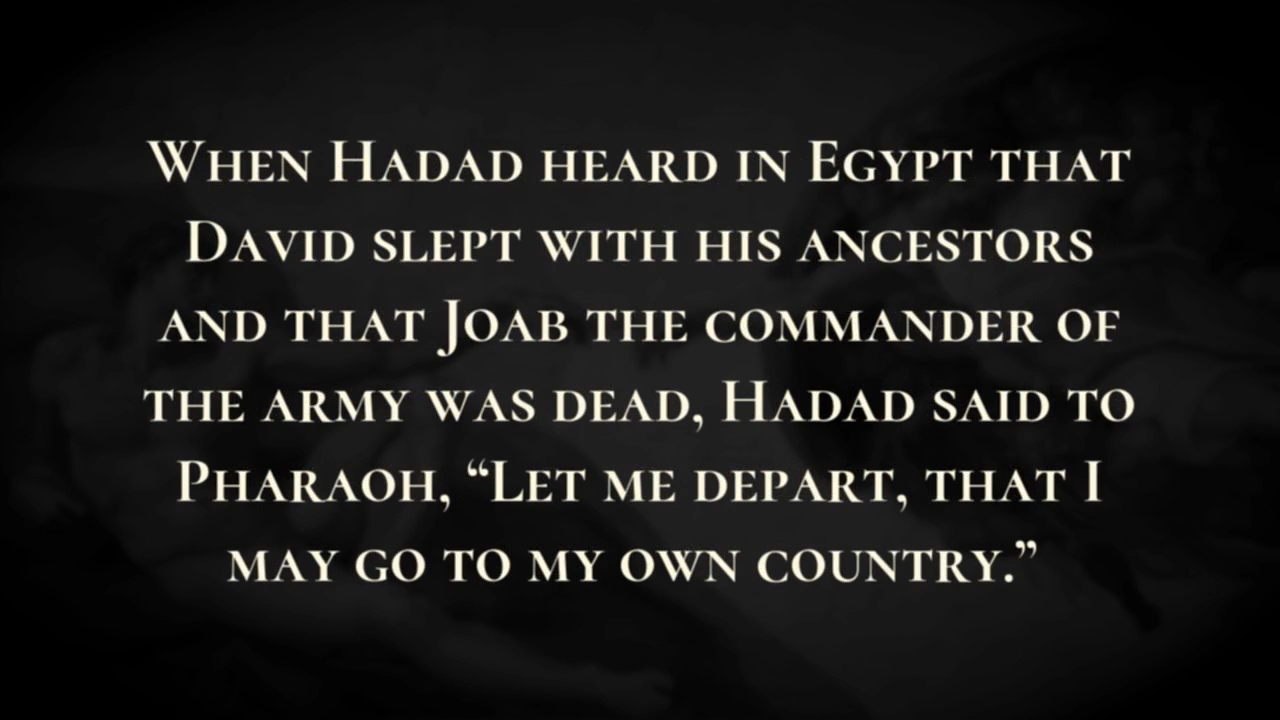 When Hadad heard in Egypt that
David slept with his ancestors
and that Joab the commander of
the army was dead, Hadad said to
Pharaoh, “Let me depart, that I
may go to my own country.”